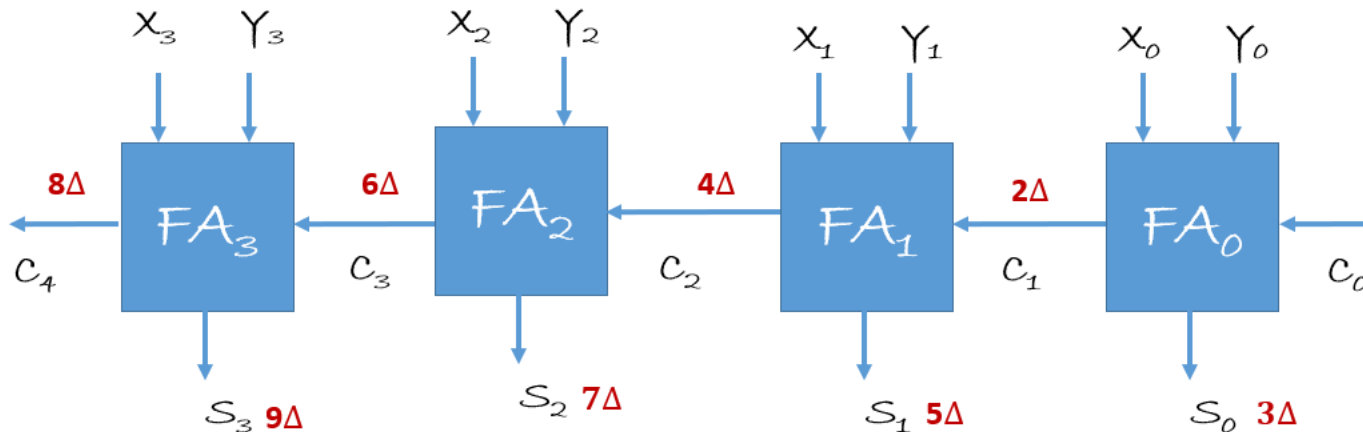 X₃ Y₃ X₂ Y₂ X₁ Y₁ X₀ Y₀
8Δ FA₃ 6Δ FA₂ 4Δ FA₁ 2Δ FA₀
C₄ C₃ C₂ C₁ C₀
S₃ 9Δ S₂ 7Δ S₁ 5Δ S₀ 3Δ